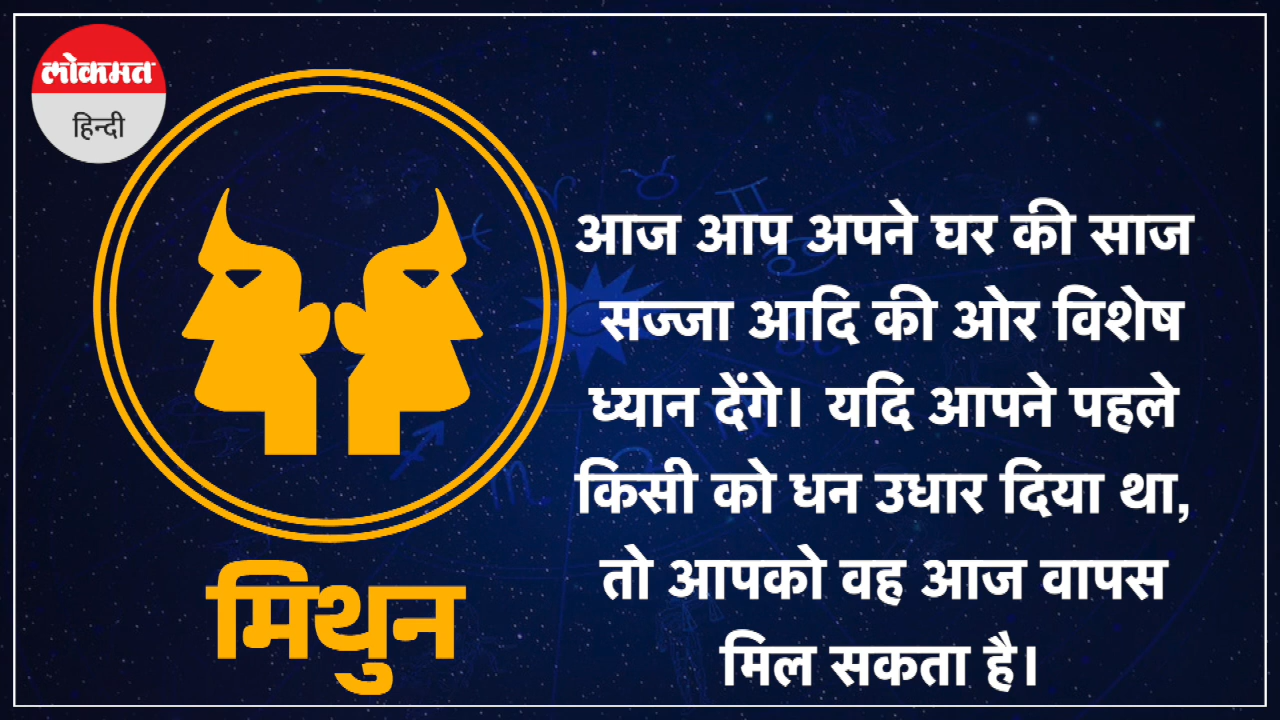 लोकमत
हिन्दी
आज आप अपने घर की साज
सज्जा आदि की ओर विशेष
ध्यान देंगे। यदि आपने पहले
किसी को धन उधार दिया था,
तो आपको वह आज वापस
मिल सकता है।
मिथुन